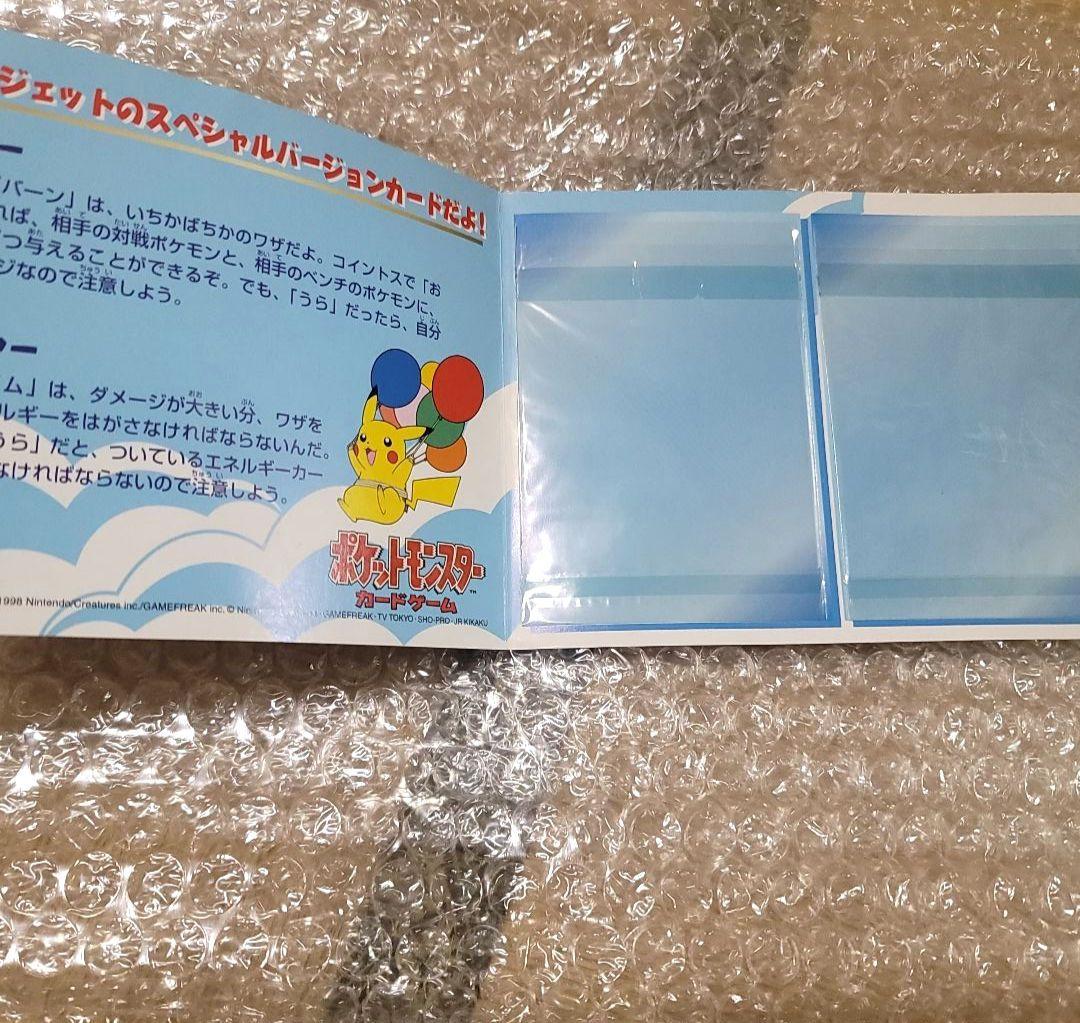 ジェットのスペシャルバージョンカードだよ!
ー
バーン」は、いちかばちかのワザだよ。コイントスで「お
れば、相手の対戦ポケモンと、相手のベンチのポケモンに、
つ与えることができるぞ。でも、「うら」だったら、自分
ジなので注意しよう。
ター
ム」は、ダメージが大きい分、ワザを
ルギーをはがさなければならないんだ。
うら」だと、ついているエネルギーカー
なければならないので注意しよう。
ポケットモンスター™
カードゲーム
1998 Nintendo/Creatures inc./GAMEFREAK inc. © Nin GAMEFREAK・TV TOKYO・SHO-PRO・JR KIKAKU